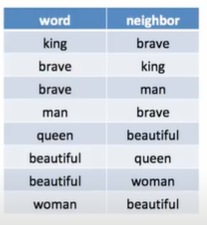 word neighbor
king brave
brave king
brave man
man brave
queen beautiful
beautiful queen
beautiful woman
woman beautiful